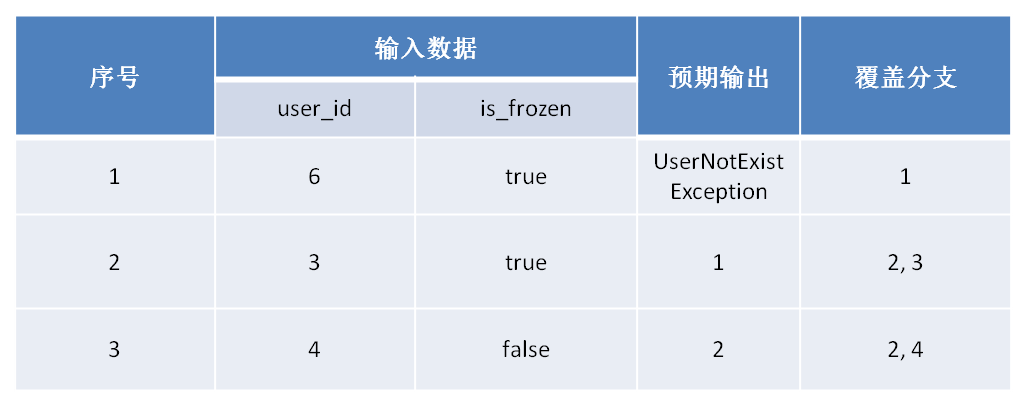 序号
输入数据
预期输出
覆盖分支
user_id
is_frozen
1
6
true
UserNotExist
Exception
1
2
3
true
1
2, 3
3
4
false
2
2, 4